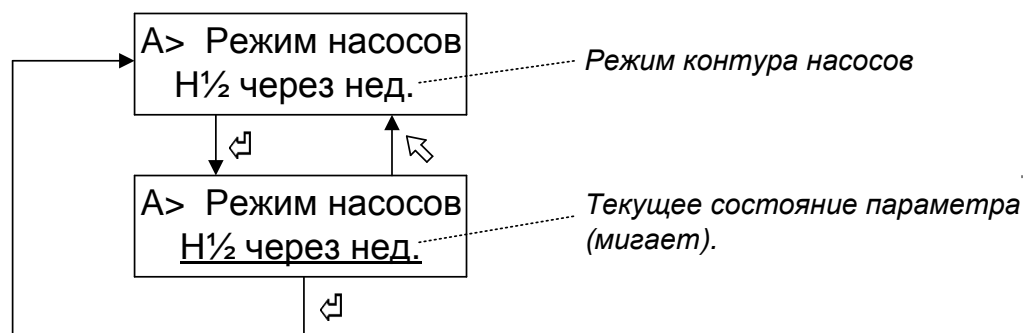 А> Режим насосов
Н½ через нед.
Режим контура насосов
А> Режим насосов
Н½ через нед.
Текущее состояние параметра
(мигает).